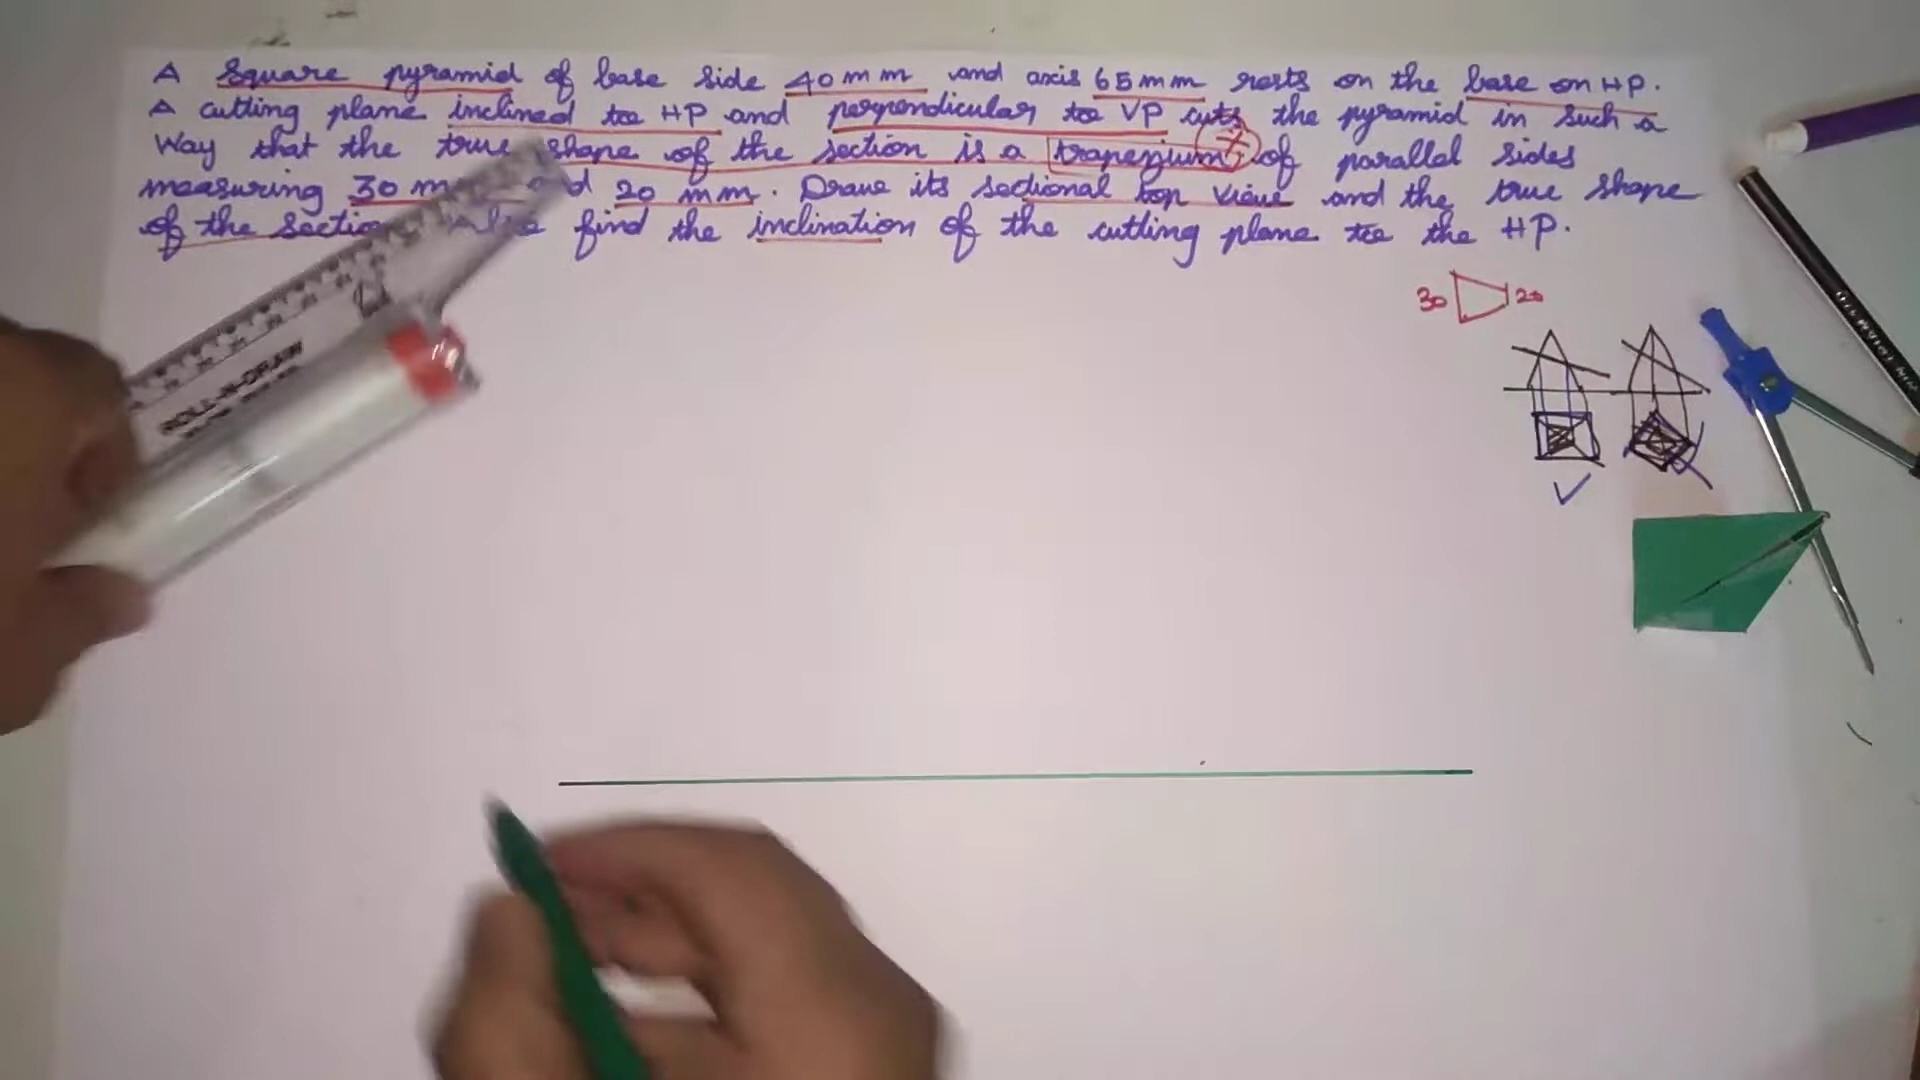 A Square pyramid of base side 40 mm and axis 65 mm rests on the base on HP.
A cutting plane inclined to HP and perpendicular to VP cuts the pyramid in such a
Way that the true shape of the section is a trapezium of parallel sides
measuring 30 m and 20 mm. Draw its sectional top view and the true shape
of the section find the inclination of the cutting plane to the HP.
30 20
ROLL-N-DRAW